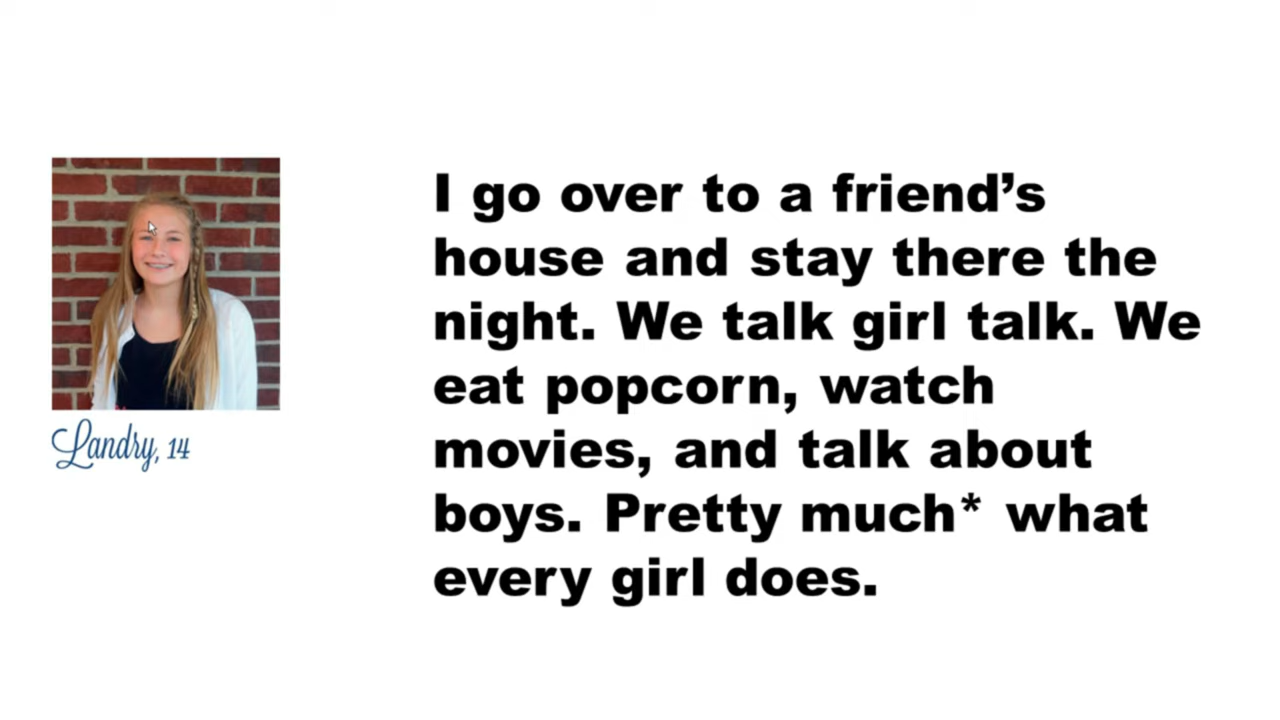 I go over to a friend’s
house and stay there the
night. We talk girl talk. We
eat popcorn, watch
movies, and talk about
boys. Pretty much* what
every girl does.
Landry, 14